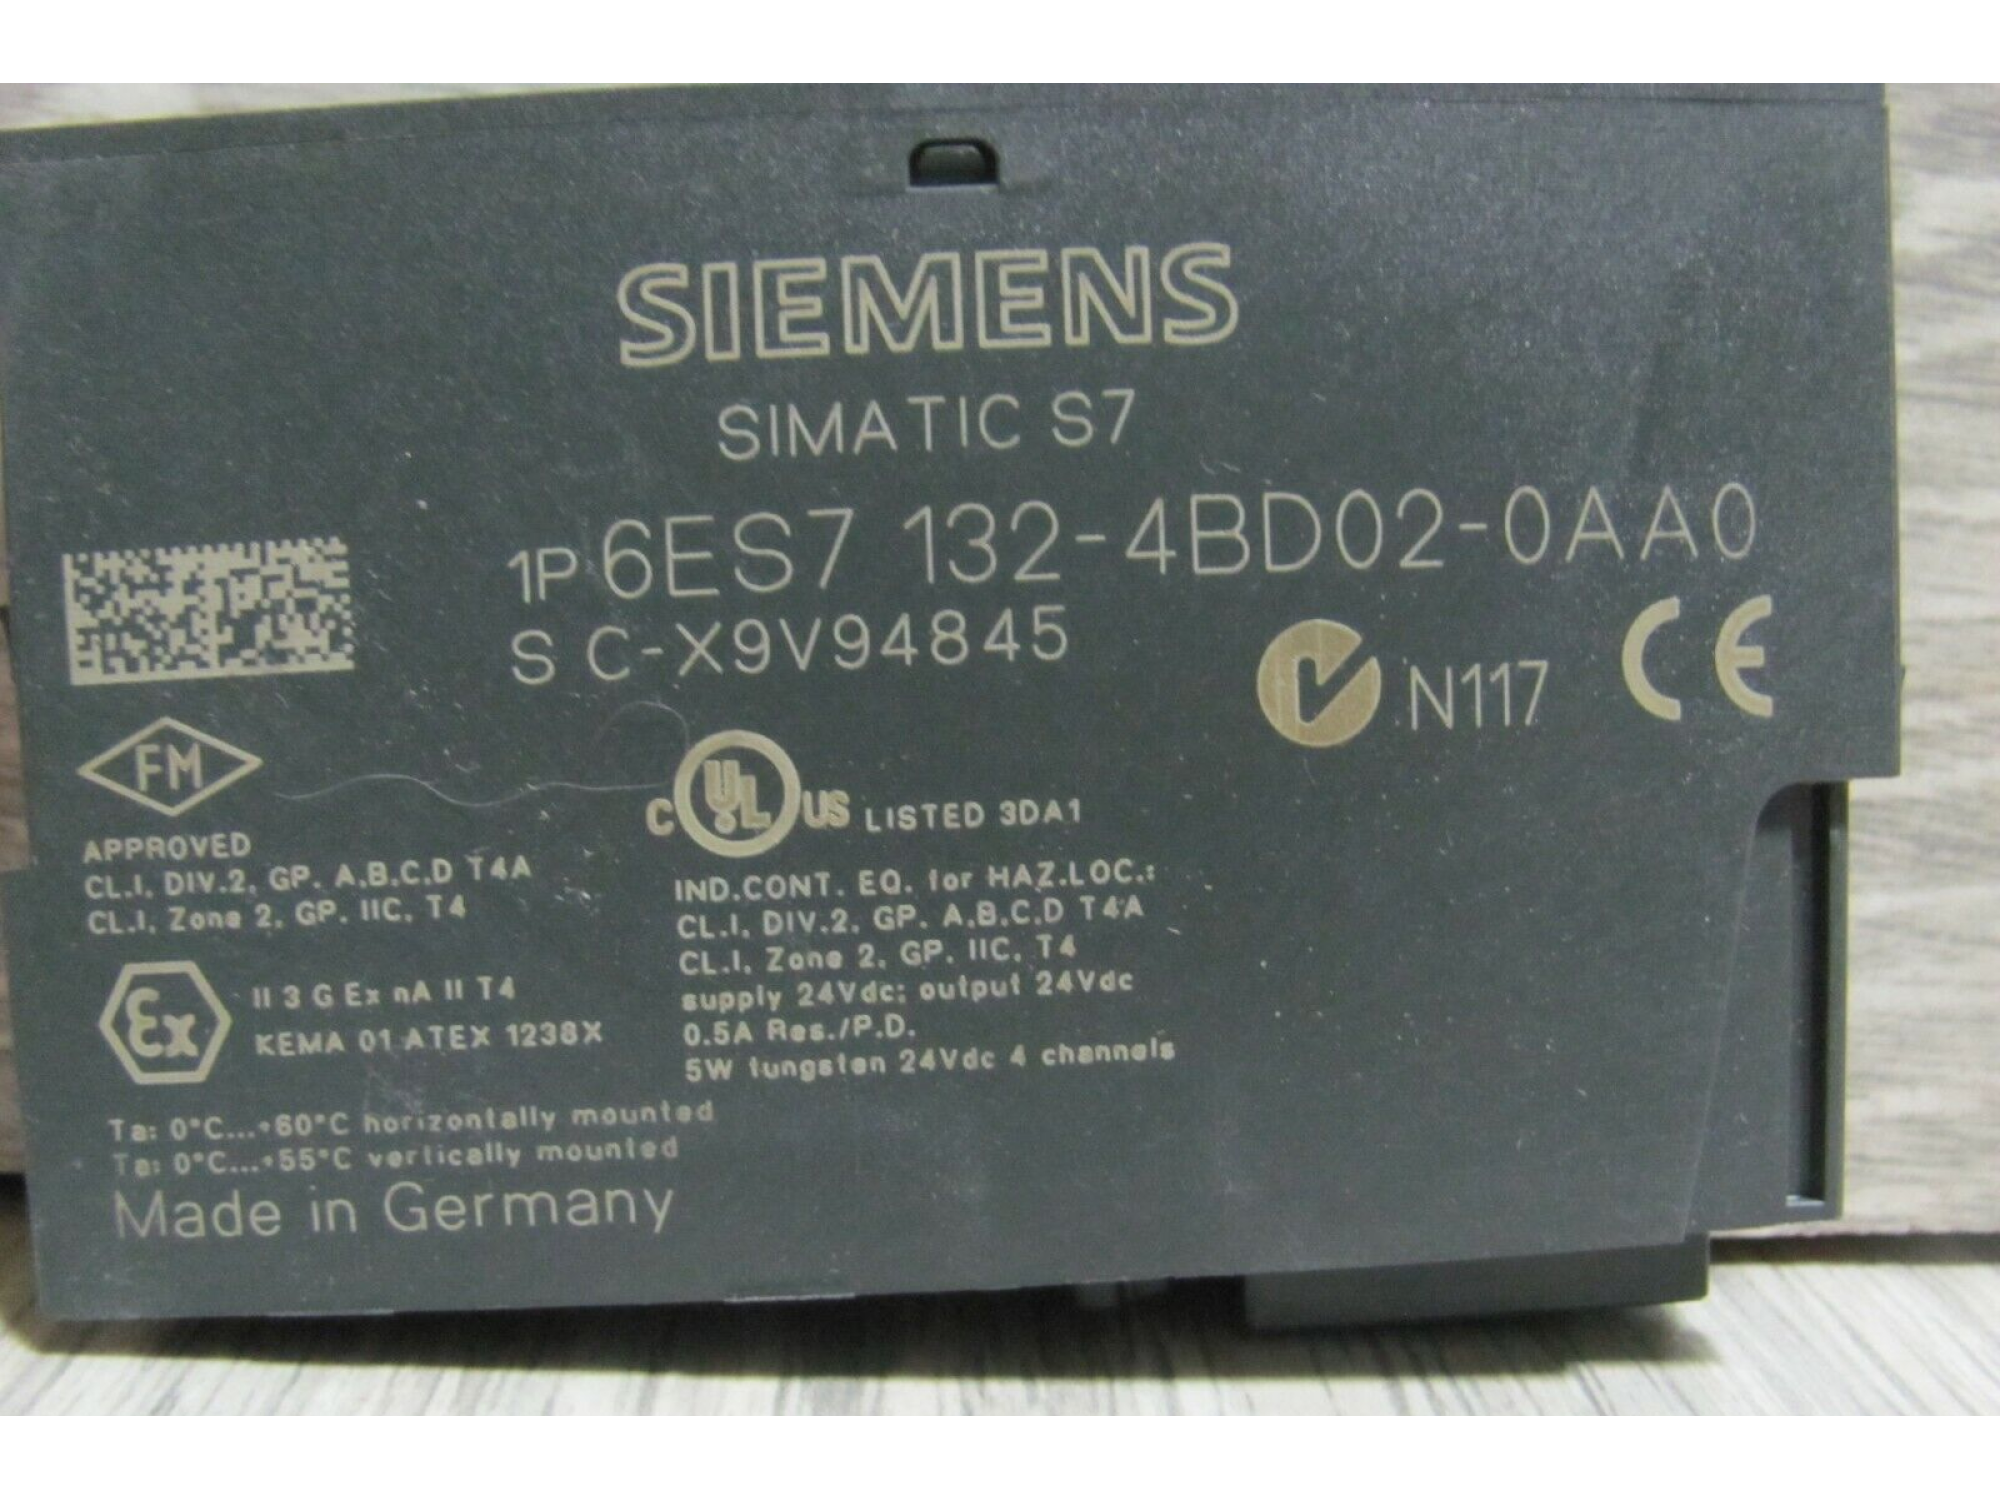 SIEMENS
SIMATIC S7
1P 6ES7 132-4BD02-0AA0
S C-X9V94845
N117 CE
FM
APPROVED
CL.I, DIV.2, GP. A,B,C,D T4A
CL.I, Zone 2, GP. IIC, T4
C UL US LISTED 3DA1
IND.CONT. EQ. for HAZ.LOC.:
CL.I, DIV.2, GP. A,B,C,D T4A
CL.I, Zone 2, GP. IIC, T4
supply 24Vdc; output 24Vdc
0.5A Res./P.D.
5W tungsten 24Vdc 4 channels
Ex II 3 G Ex nA II T4
KEMA 01 ATEX 1238X
Ta: 0°C...+60°C horizontally mounted
Ta: 0°C...+55°C vertically mounted
Made in Germany